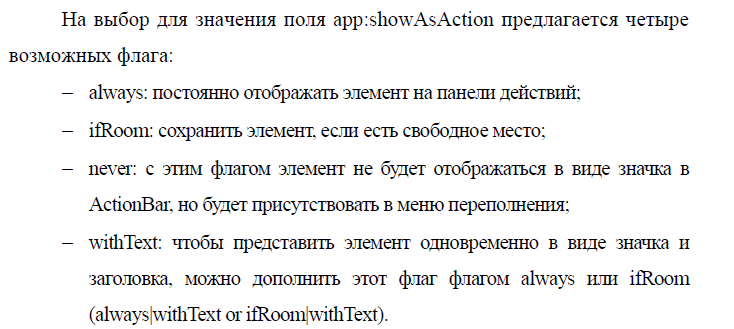 На выбор для значения поля app:showAsAction предлагается четыре
возможных флага:
– always: постоянно отображать элемент на панели действий;
– ifRoom: сохранить элемент, если есть свободное место;
– never: с этим флагом элемент не будет отображаться в виде значка в
ActionBar, но будет присутствовать в меню переполнения;
– withText: чтобы представить элемент одновременно в виде значка и
заголовка, можно дополнить этот флаг флагом always или ifRoom
(always|withText or ifRoom|withText).